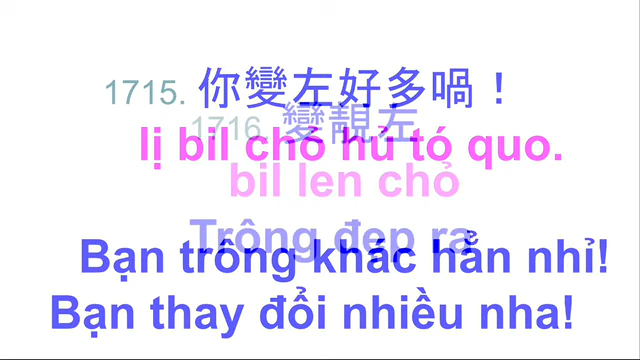 1715. 你變左好多喎！
1716. 變靚左
lị bil chỏ hủ tó quo.
bil len chỏ
Trông đẹp ra
Bạn trông khác hẳn nhỉ!
Bạn thay đổi nhiều nha!